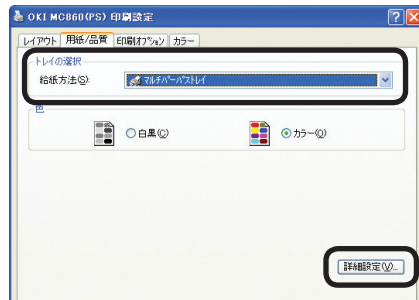 OKI MC860(PS) 印刷設定
レイアウト 用紙/品質 印刷オプション カラー
トレイの選択
給紙方法(S): マルチパーパストレイ
色
白黒(C) カラー(O)
詳細設定(V)...